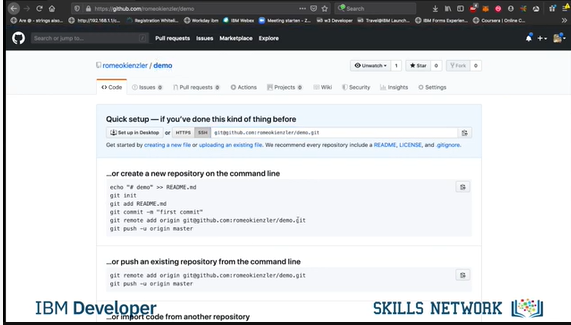 https://github.com/romeokienzler/demo
Search
http://192.168.1.1/cs...
Registration Whiteli...
Workday Ibm
IBM Webex
Meeting starten - Z...
w3 Developer
Travel@IBM Launch...
IBM Forms Experien...
Coursera | Online C...
Search or jump to...
Pull requests Issues Marketplace Explore
romeokienzler / demo
Unwatch 1 Star 0 Fork 0
Code Issues 0 Pull requests 0 Actions Projects 0 Wiki Security Insights Settings
Quick setup — if you've done this kind of thing before
Set up in Desktop or HTTPS SSH git@github.com:romeokienzler/demo.git
Get started by creating a new file or uploading an existing file. We recommend every repository include a README, LICENSE, and .gitignore.
...or create a new repository on the command line
echo "# demo" >> README.md
git init
git add README.md
git commit -m "first commit"
git remote add origin git@github.com:romeokienzler/demo.git
git push -u origin master
...or push an existing repository from the command line
git remote add origin git@github.com:romeokienzler/demo.git
git push -u origin master
IBM Developer
SKILLS NETWORK
...or import code from another repository